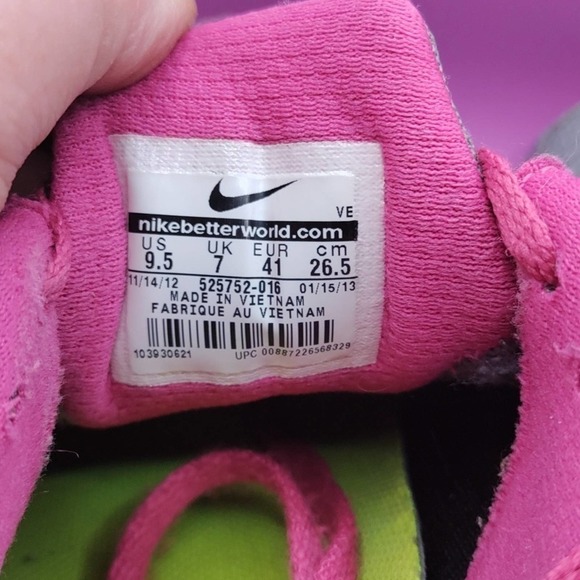 VE
nikebetterworld.com
US UK EUR cm
9.5 7 41 26.5
11/14/12 525752-016 01/15/13
MADE IN VIETNAM
FABRIQUE AU VIETNAM
103930621 UPC 00887226568329